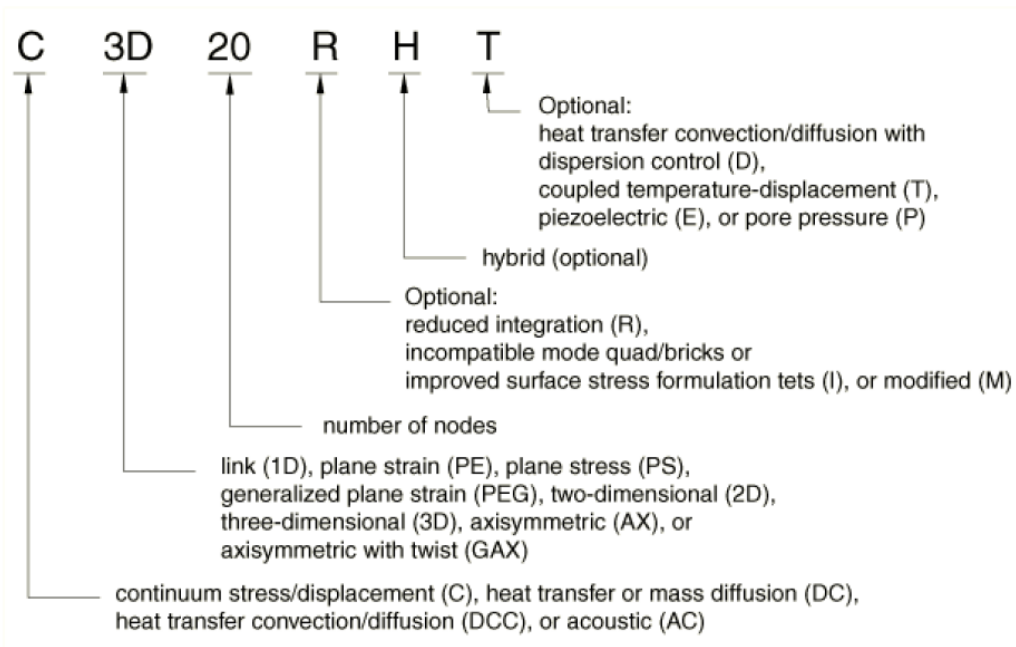 C 3D 20 R H T
Optional:
heat transfer convection/diffusion with
dispersion control (D),
coupled temperature-displacement (T),
piezoelectric (E), or pore pressure (P)
hybrid (optional)
Optional:
reduced integration (R),
incompatible mode quad/bricks or
improved surface stress formulation tets (I), or modified (M)
number of nodes
link (1D), plane strain (PE), plane stress (PS),
generalized plane strain (PEG), two-dimensional (2D),
three-dimensional (3D), axisymmetric (AX), or
axisymmetric with twist (GAX)
continuum stress/displacement (C), heat transfer or mass diffusion (DC),
heat transfer convection/diffusion (DCC), or acoustic (AC)